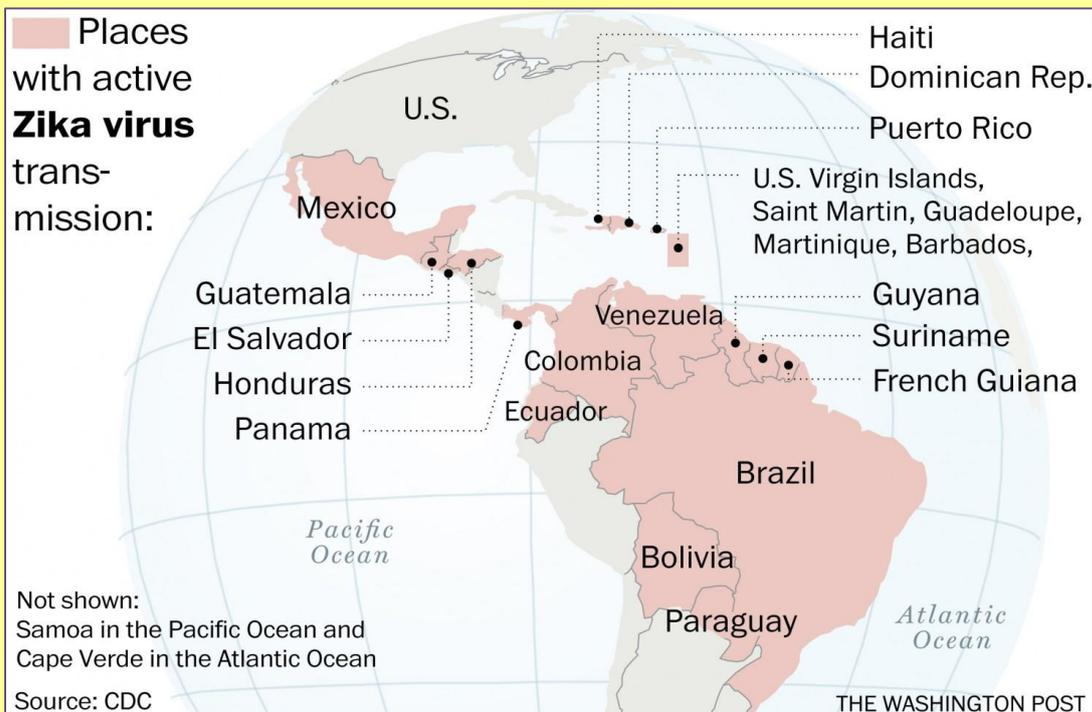 Places
with active
Zika virus
trans-
mission:
U.S.
Mexico
Haiti
Dominican Rep.
Puerto Rico
U.S. Virgin Islands,
Saint Martin, Guadeloupe,
Martinique, Barbados,
Guatemala
El Salvador
Honduras
Panama
Venezuela
Colombia
Ecuador
Guyana
Suriname
French Guiana
Brazil
Bolivia
Paraguay
Pacific
Ocean
Atlantic
Ocean
Not shown:
Samoa in the Pacific Ocean and
Cape Verde in the Atlantic Ocean
Source: CDC
THE WASHINGTON POST